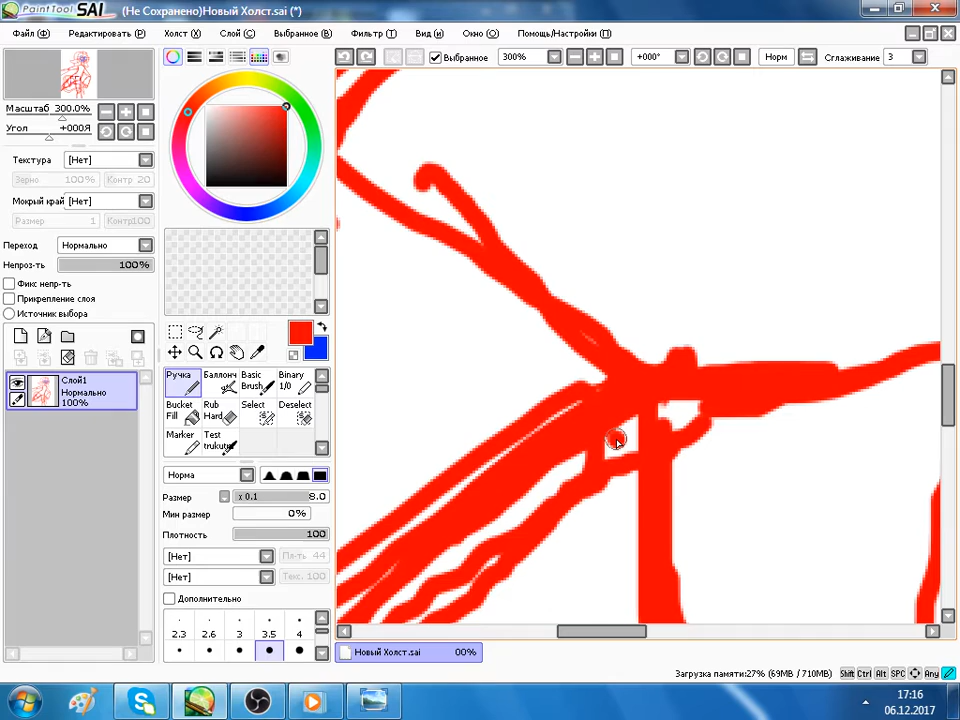 PaintTool SAI (Не Сохранено)Новый Холст.sai (*)
Файл (Ф) Редактировать (Р) Холст (X) Слой (C) Выбранное (B) Фильтр (T) Вид (и) Окно (O) Помощь/Настройки (П)
Выбранное 300% +000° Норм Сглаживание 3
Масштаб 300.0%
Угол +000Я
Текстура [Нет]
Зерно 100% Контр 20
Мокрый край [Нет]
Размер 1 Контр100
Переход Нормально
Непроз-ть 100%
Фикс непр-ть
Прикрепление слоя
Источник выбора
Слой1
Нормально
100%
Ручка Баллонч Basic Brush Binary 1/0
Bucket Fill Rub Hard Select Deselect
Marker Test trukutu
Норма
Размер x 0.1 8.0
Мин размер 0%
Плотность 100
[Нет] Пл-ть 44
[Нет] Текс. 100
Дополнительно
2.3 2.6 3 3.5 4
Новый Холст.sai 00%
Загрузка памяти:27% (69MB / 710MB) Shift Ctrl Alt SPC Any
17:16
06.12.2017